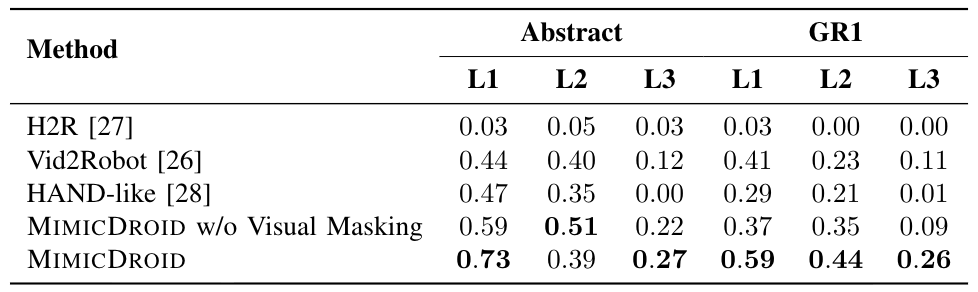 Method Abstract GR1
L1 L2 L3 L1 L2 L3
H2R [27] 0.03 0.05 0.03 0.03 0.00 0.00
Vid2Robot [26] 0.44 0.40 0.12 0.41 0.23 0.11
HAND-like [28] 0.47 0.35 0.00 0.29 0.21 0.01
MIMICDROID w/o Visual Masking 0.59 0.51 0.22 0.37 0.35 0.09
MIMICDROID 0.73 0.39 0.27 0.59 0.44 0.26